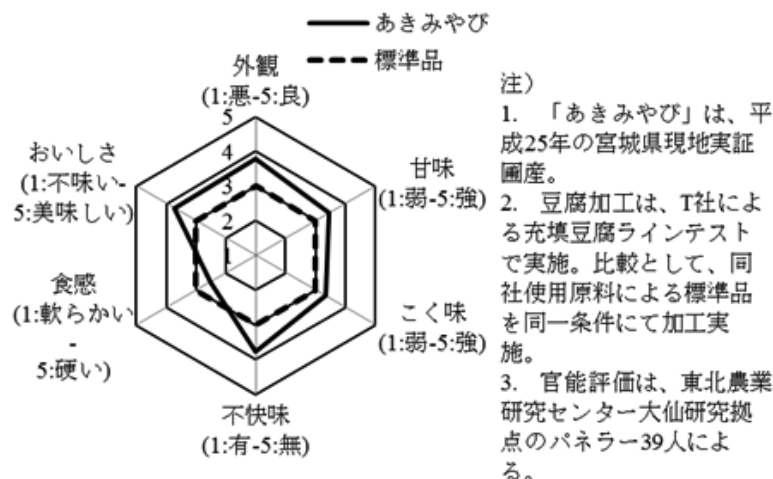 あきみやび
標準品
外観
(1:悪-5:良)
5
4
3
2
1
甘味
(1:弱-5:強)
こく味
(1:弱-5:強)
不快味
(1:有-5:無)
食感
(1:軟らかい
-
5:硬い)
おいしさ
(1:不味い-
5:美味しい)
注）
1. 「あきみやび」は、平
成25年の宮城県現地実証
圃産。
2. 豆腐加工は、T社によ
る充填豆腐ラインテスト
で実施。比較として、同
社使用原料による標準品
を同一条件にて加工実
施。
3. 官能評価は、東北農業
研究センター大仙研究拠
点のパネラー39人によ
る。